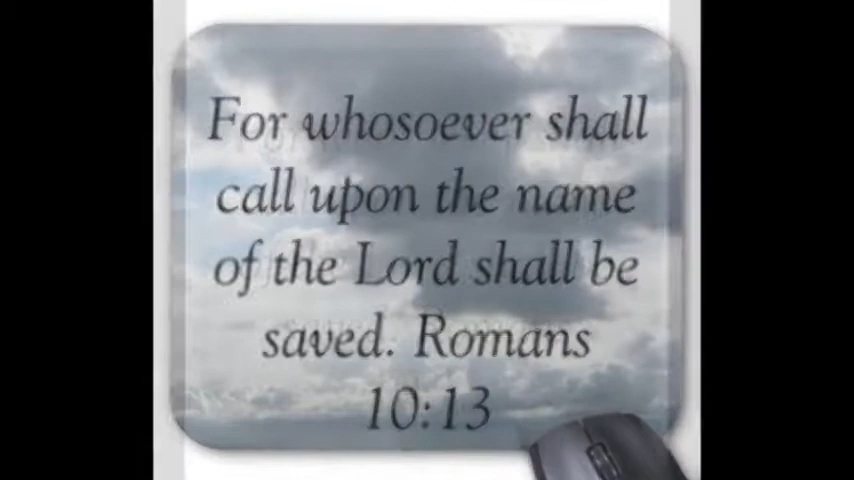 For whosoever shall
call upon the name
of the Lord shall be
saved. Romans
10:13